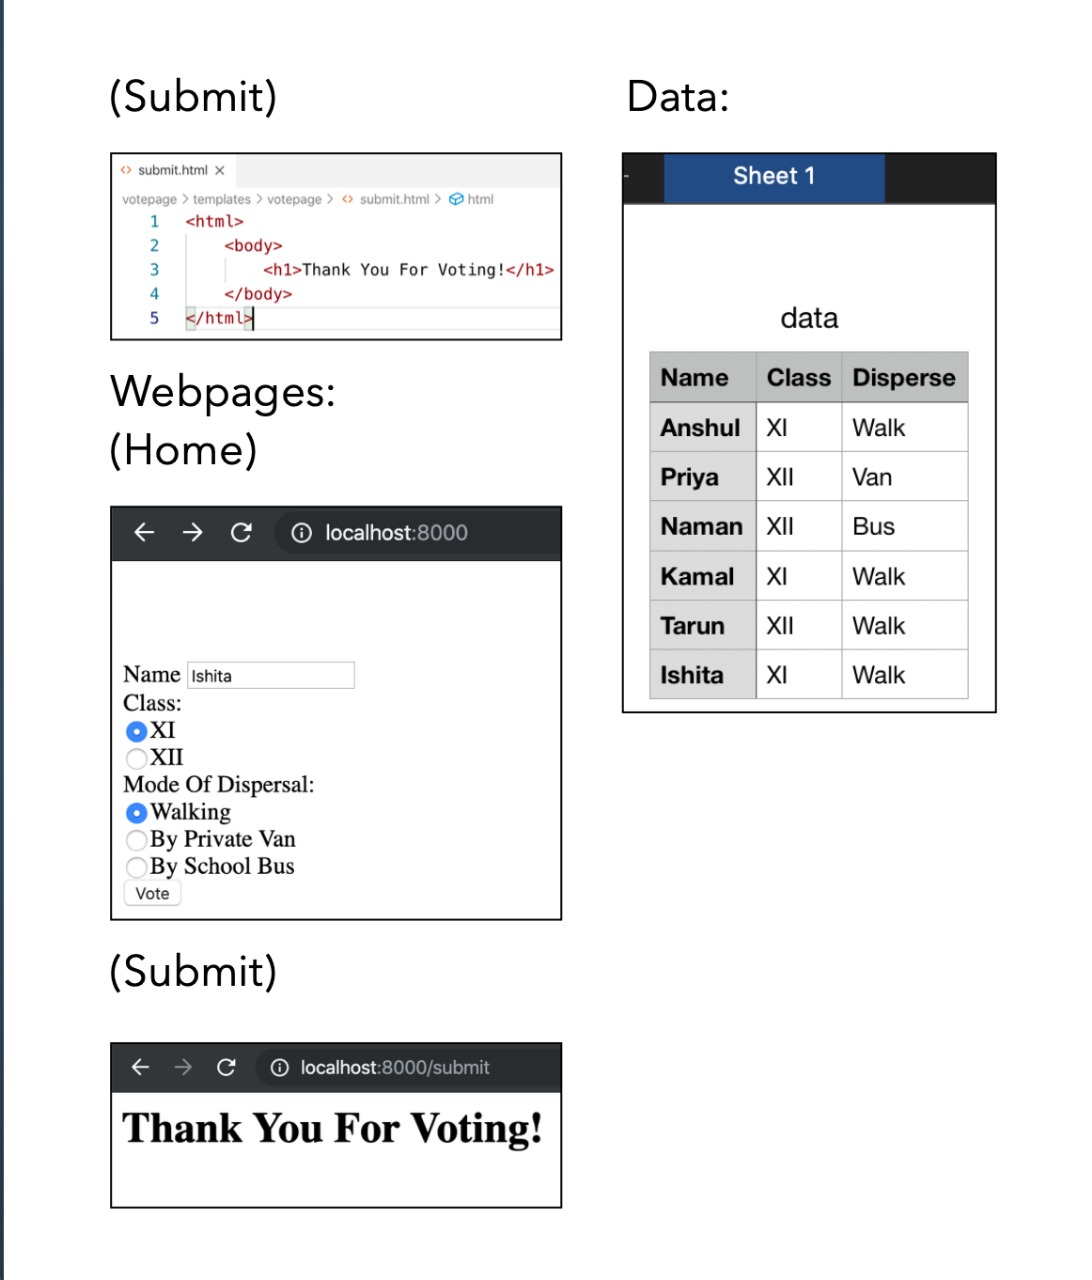 (Submit)
submit.html ×
votepage > templates > votepage > <> submit.html > html
1 <html>
2 <body>
3 <h1>Thank You For Voting!</h1>
4 </body>
5 </html>
Webpages:
(Home)
localhost:8000
Name Ishita
Class:
XI
XII
Mode Of Dispersal:
Walking
By Private Van
By School Bus
Vote
(Submit)
localhost:8000/submit
Thank You For Voting!
Data:
Sheet 1
data
Name Class Disperse
Anshul XI Walk
Priya XII Van
Naman XII Bus
Kamal XI Walk
Tarun XII Walk
Ishita XI Walk